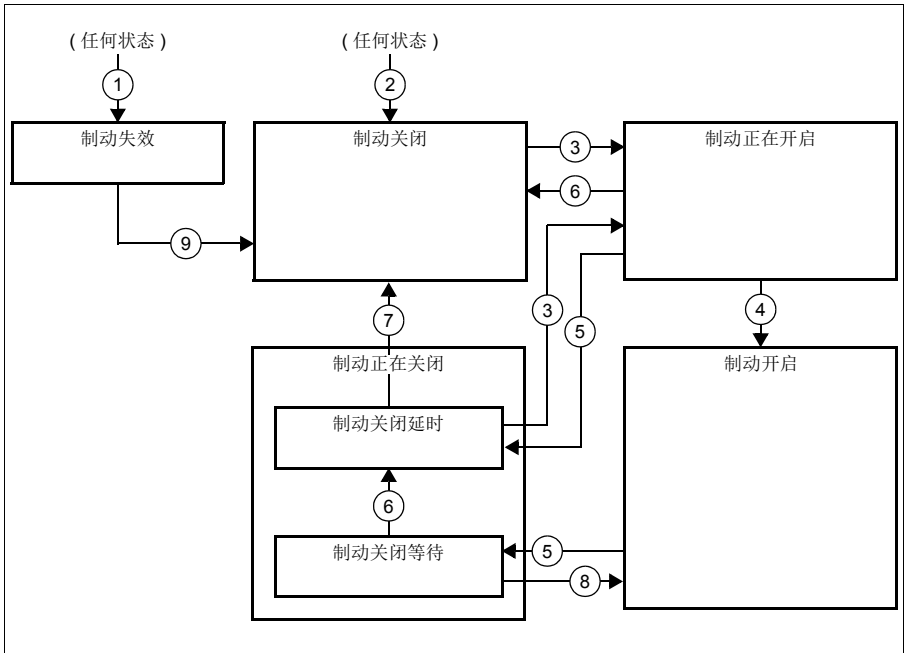 ( 任何状态 )
( 任何状态 )
1
2
制动失效
制动关闭
制动正在开启
3
6
9
7
3
5
4
制动正在关闭
制动开启
制动关闭延时
6
制动关闭等待
5
8